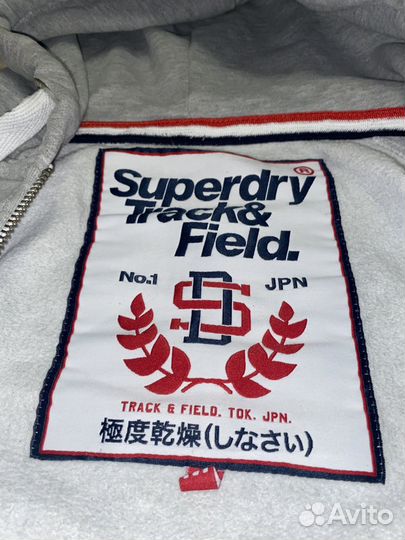 Superdry®
Track&
Field.
No.1 SD JPN
TRACK & FIELD. TOK. JPN.
極度乾燥(しなさい)
Avito